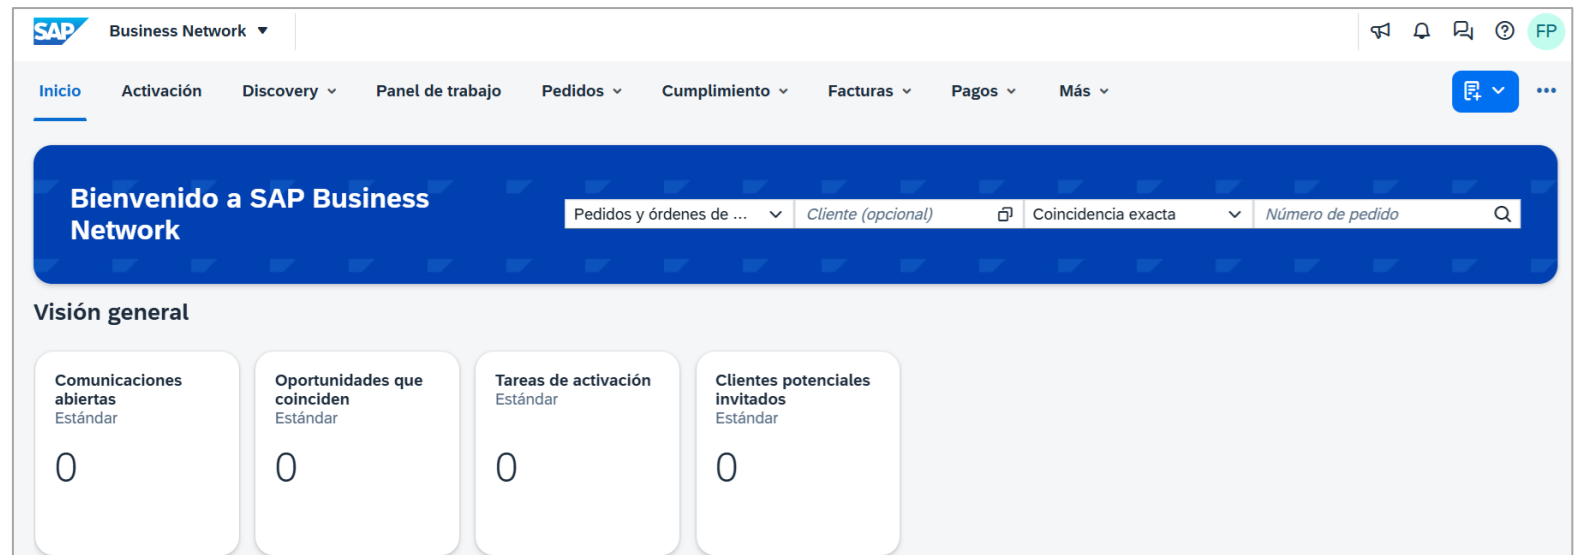 SAP Business Network
FP
Inicio Activación Discovery Panel de trabajo Pedidos Cumplimiento Facturas Pagos Más
Bienvenido a SAP Business
Network
Pedidos y órdenes de ... Cliente (opcional) Coincidencia exacta Número de pedido
Visión general
Comunicaciones
abiertas
Estándar
0
Oportunidades que
coinciden
Estándar
0
Tareas de activación
Estándar
0
Clientes potenciales
invitados
Estándar
0